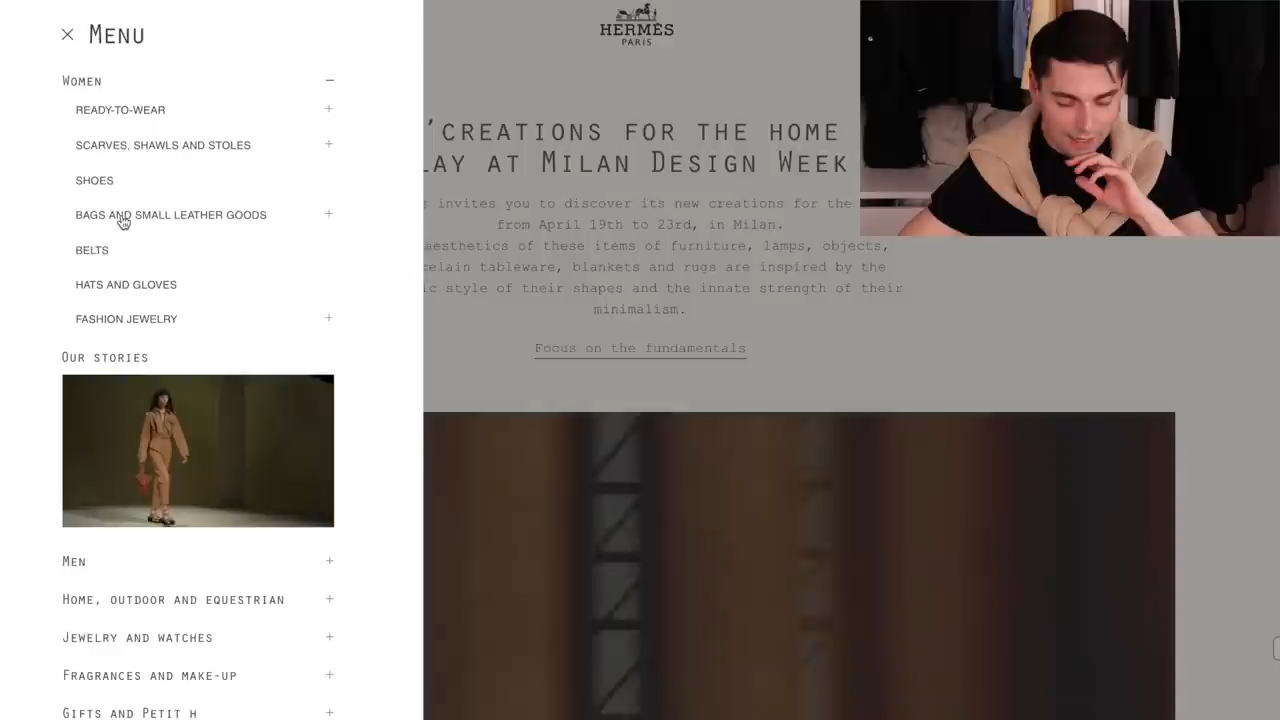 × MENU
WOMEN −
READY-TO-WEAR +
SCARVES, SHAWLS AND STOLES +
SHOES
BAGS AND SMALL LEATHER GOODS +
BELTS
HATS AND GLOVES
FASHION JEWELRY +
OUR STORIES
MEN +
HOME, OUTDOOR AND EQUESTRIAN +
JEWELRY AND WATCHES +
FRAGRANCES AND MAKE-UP +
GIFTS AND PETIT H +
HERMÈS
PARIS
'CREATIONS FOR THE HOME
LAY AT MILAN DESIGN WEEK
invites you to discover its new creations for the
from April 19th to 23rd, in Milan.
aesthetics of these items of furniture, lamps, objects,
celain tableware, blankets and rugs are inspired by the
ic style of their shapes and the innate strength of their
minimalism.
Focus on the fundamentals